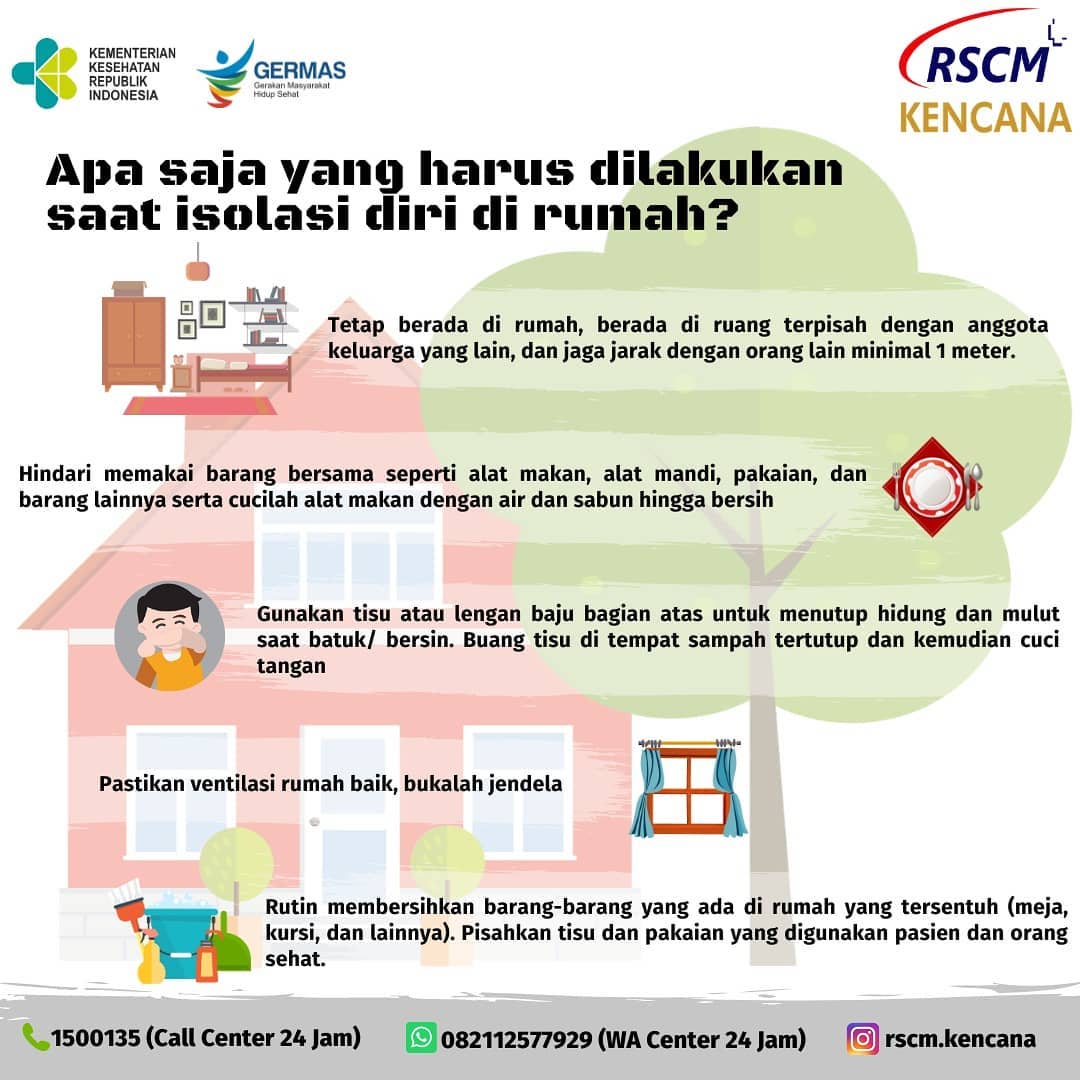 KEMENTERIAN
KESEHATAN
REPUBLIK
INDONESIA
GERMAS
Gerakan Masyarakat
Hidup Sehat
RSCM
KENCANA
Apa saja yang harus dilakukan
saat isolasi diri di rumah?
Tetap berada di rumah, berada di ruang terpisah dengan anggota
keluarga yang lain, dan jaga jarak dengan orang lain minimal 1 meter.
Hindari memakai barang bersama seperti alat makan, alat mandi, pakaian, dan
barang lainnya serta cucilah alat makan dengan air dan sabun hingga bersih
Gunakan tisu atau lengan baju bagian atas untuk menutup hidung dan mulut
saat batuk/ bersin. Buang tisu di tempat sampah tertutup dan kemudian cuci
tangan
Pastikan ventilasi rumah baik, bukalah jendela
Rutin membersihkan barang-barang yang ada di rumah yang tersentuh (meja,
kursi, dan lainnya). Pisahkan tisu dan pakaian yang digunakan pasien dan orang
sehat.
1500135 (Call Center 24 Jam)
082112577929 (WA Center 24 Jam)
rscm.kencana